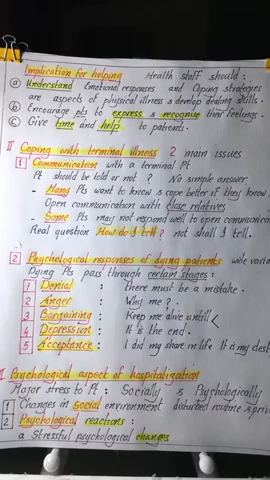 Implication for helping Health staff should :
ⓐ Understand Emotional responses and Coping strategies
are aspects of physical illness & develop dealing skills.
ⓑ Encourage pts to express & recognise their feelings.
ⓒ Give time and help to patients.
II Coping with terminal illness 2 main issues
1 Communication with a terminal Pt
Pt should be told or not? No simple answer
- Many Pts want to know & cope better if they know.
Open communication with close relatives
- Some Pts may not respond well to open
Real question How do I tell? not shall I tell.
2 Psychological responses of dying patients wide
Dying Pts pass through certain stages :
1 Denial : There must be a mistake.
2 Anger : Why me?
3 Bargaining : Keep me alive untill <
4 Depression : It is the end.
5 Acceptance : I did my share in life It is my
Psychological aspect of hospitalization
Major stress to Pt : Socially & Psychologically
1 Changes in social environment disturbed routine &
2 Psychological reactions :
a Stressful psychological changes